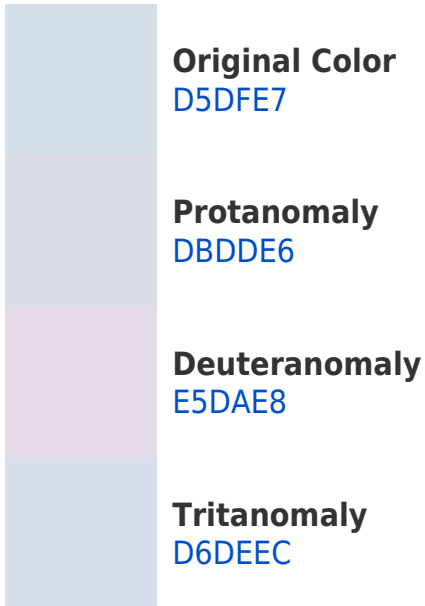 Original Color
D5DFE7
Protanomaly
DBDDE6
Deuteranomaly
E5DAE8
Tritanomaly
D6DEEC